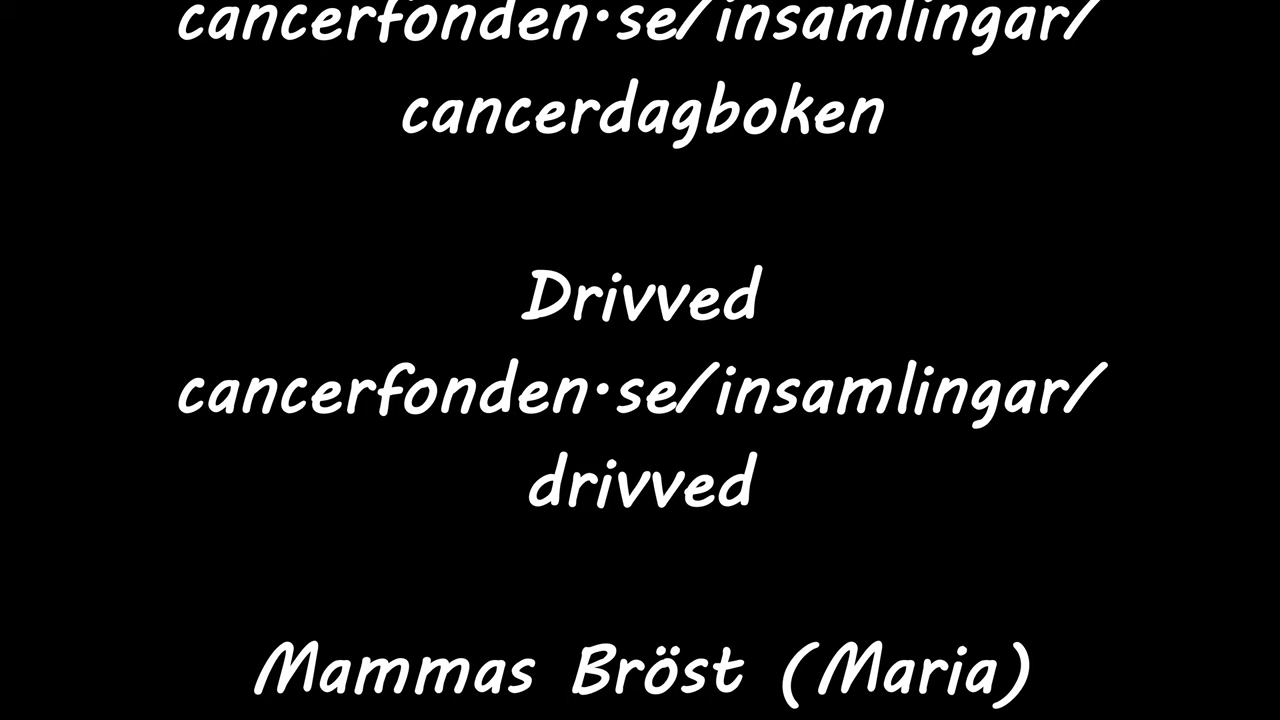 cancerfonden.se/insamlingar/
cancerdagboken
Drivved
cancerfonden.se/insamlingar/
drivved
Mammas Bröst (Maria)